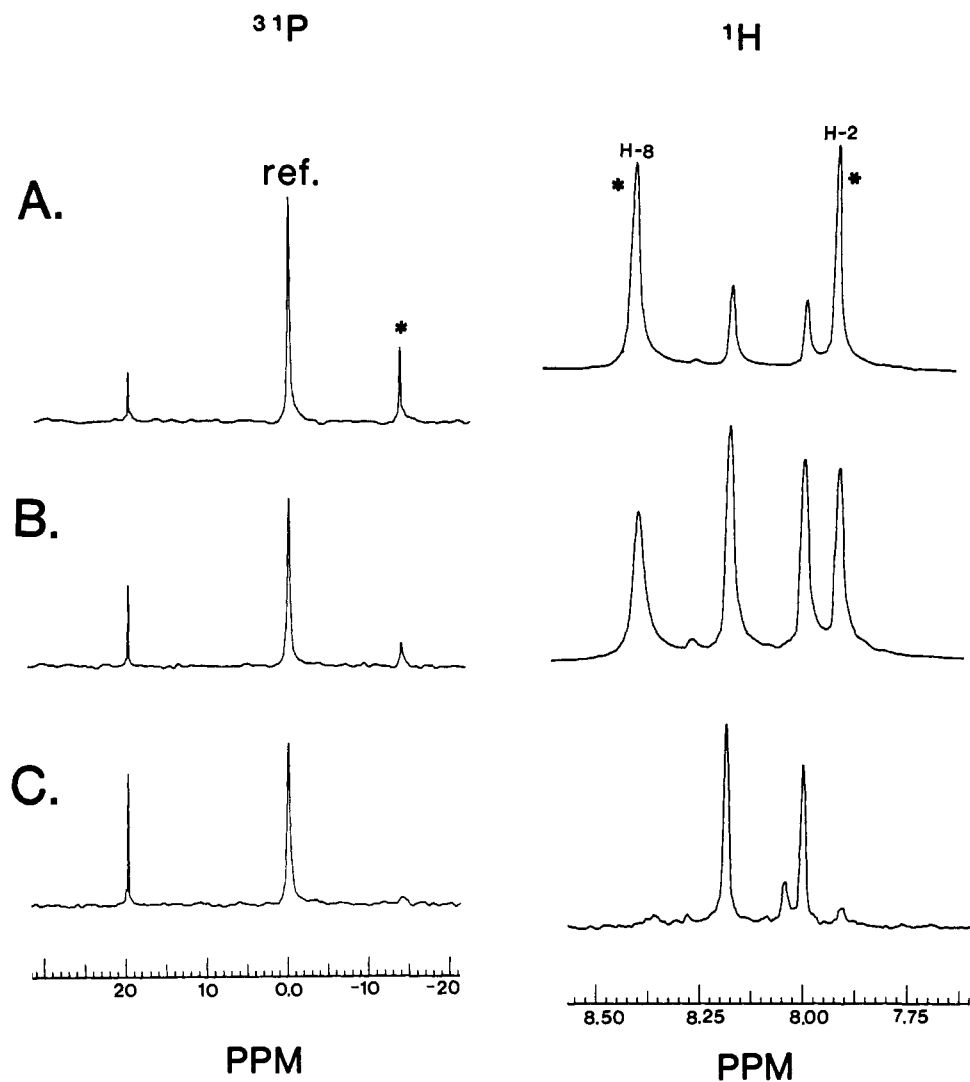 ³¹P
¹H
A.
ref.
*
H-8
*
H-2
*
B.
C.
20 10 0.0 -10 -20
PPM
8.50 8.25 8.00 7.75
PPM